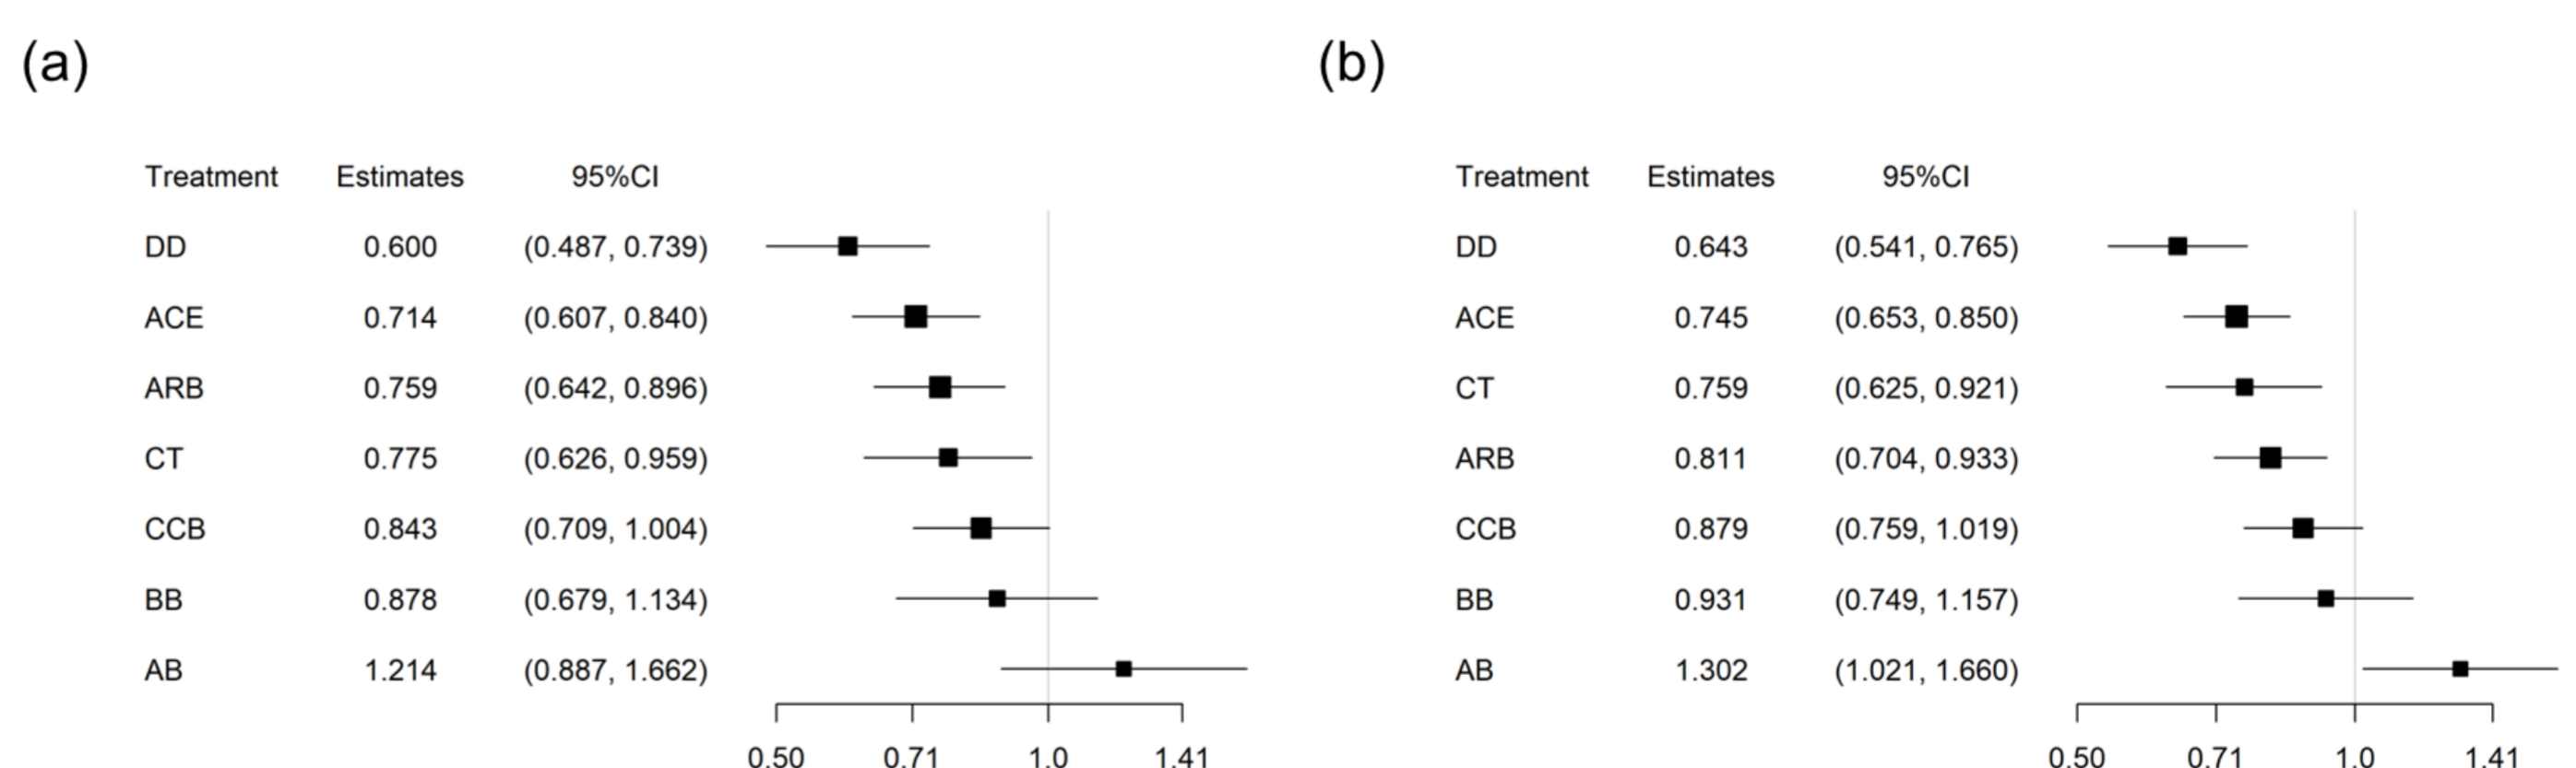 (a)
Treatment Estimates 95%CI
DD 0.600 (0.487, 0.739)
ACE 0.714 (0.607, 0.840)
ARB 0.759 (0.642, 0.896)
CT 0.775 (0.626, 0.959)
CCB 0.843 (0.709, 1.004)
BB 0.878 (0.679, 1.134)
AB 1.214 (0.887, 1.662)
0.50 0.71 1.0 1.41
(b)
Treatment Estimates 95%CI
DD 0.643 (0.541, 0.765)
ACE 0.745 (0.653, 0.850)
CT 0.759 (0.625, 0.921)
ARB 0.811 (0.704, 0.933)
CCB 0.879 (0.759, 1.019)
BB 0.931 (0.749, 1.157)
AB 1.302 (1.021, 1.660)
0.50 0.71 1.0 1.41